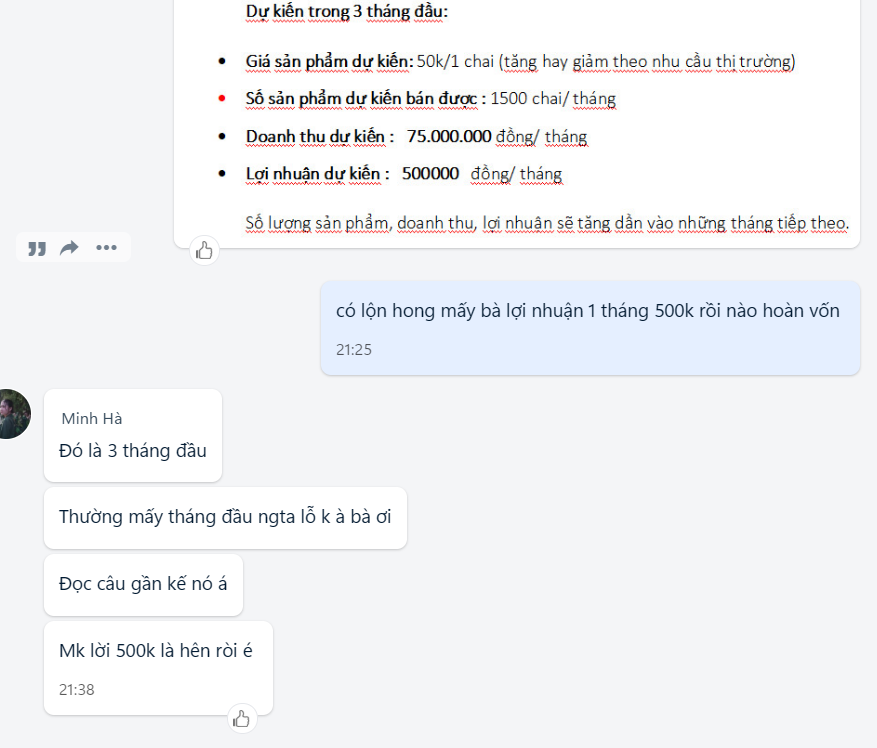 Dự kiến trong 3 tháng đầu:
Giá sản phẩm dự kiến: 50k/1 chai (tăng hay giảm theo nhu cầu thị trường)
Số sản phẩm dự kiến bán được : 1500 chai/ tháng
Doanh thu dự kiến : 75.000.000 đồng/ tháng
Lợi nhuận dự kiến : 500000 đồng/ tháng
Số lượng sản phẩm, doanh thu, lợi nhuận sẽ tăng dần vào những tháng tiếp theo.
có lộn hong mấy bà lợi nhuận 1 tháng 500k rồi nào hoàn vốn
21:25
Minh Hà
Đó là 3 tháng đầu
Thường mấy tháng đầu ngta lỗ k à bà ơi
Đọc câu gần kế nó á
Mk lời 500k là hên ròi é
21:38